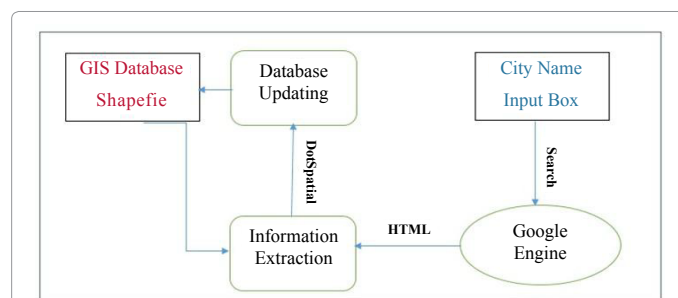 GIS Database
Shapefie
Database
Updating
City Name
Input Box
DotSpatial
Search
Information
Extraction
HTML
Google
Engine